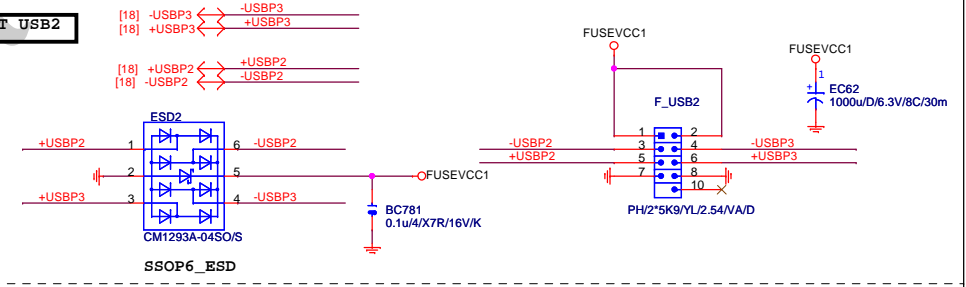 T USB2
[18] -USBP3 -USBP3
[18] +USBP3 +USBP3
[18] +USBP2 +USBP2
[18] -USBP2 -USBP2
ESD2
+USBP2 1 6 -USBP2
2 5 FUSEVCC1
+USBP3 3 4 -USBP3
CM1293A-04SO/S
SSOP6_ESD
BC781
0.1u/4/X7R/16V/K
FUSEVCC1
F_USB2
1 2
-USBP2 3 4 -USBP3
+USBP2 5 6 +USBP3
7 8
10
PH/2*5K9/YL/2.54/VA/D
FUSEVCC1
1
+
EC62
1000u/D/6.3V/8C/30m